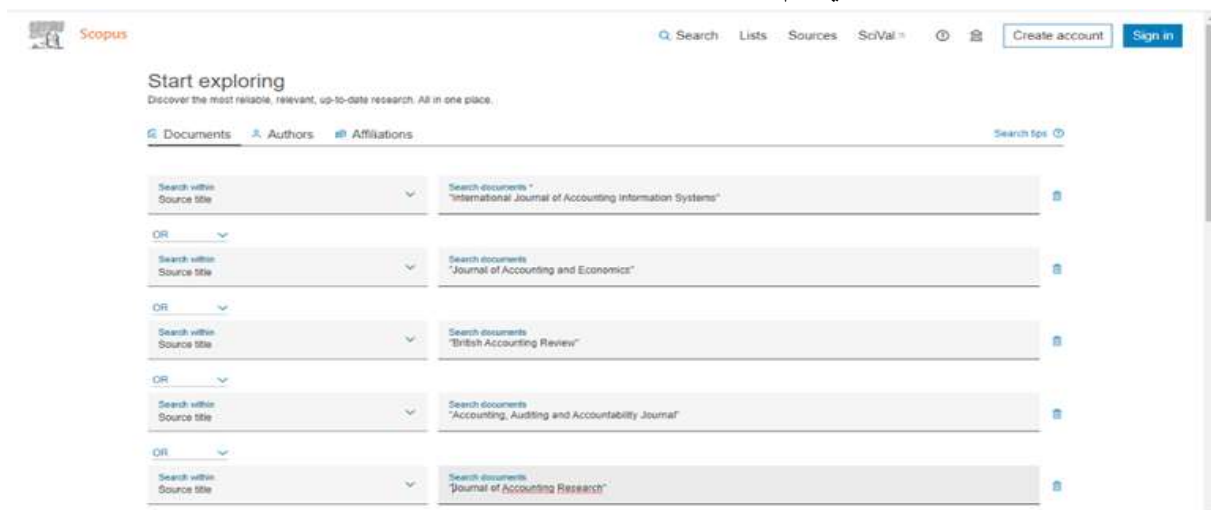 Scopus
Search Lists Sources SciVal Create account Sign in
Start exploring
Discover the most reliable, relevant, up-to-date research. All in one place.
Documents Authors Affiliations Search tips
Search within
Source title
Search documents *
"International Journal of Accounting Information Systems"
OR
Search within
Source title
Search documents
"Journal of Accounting and Economics"
OR
Search within
Source title
Search documents
"British Accounting Review"
OR
Search within
Source title
Search documents
"Accounting, Auditing and Accountability Journal"
OR
Search within
Source title
Search documents
"Journal of Accounting Research"